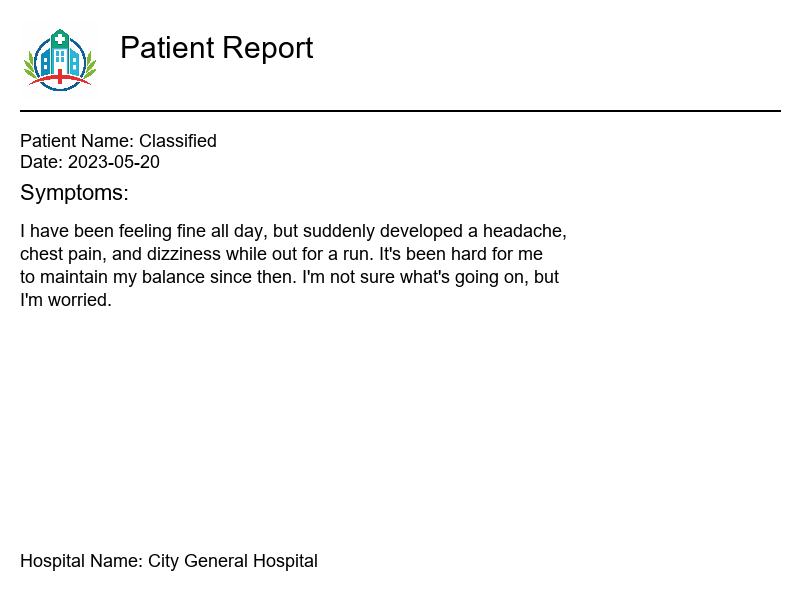 Patient Report
Patient Name: Classified
Date: 2023-05-20
Symptoms:
I have been feeling fine all day, but suddenly developed a headache,
chest pain, and dizziness while out for a run. It's been hard for me
to maintain my balance since then. I'm not sure what's going on, but
I'm worried.
Hospital Name: City General Hospital